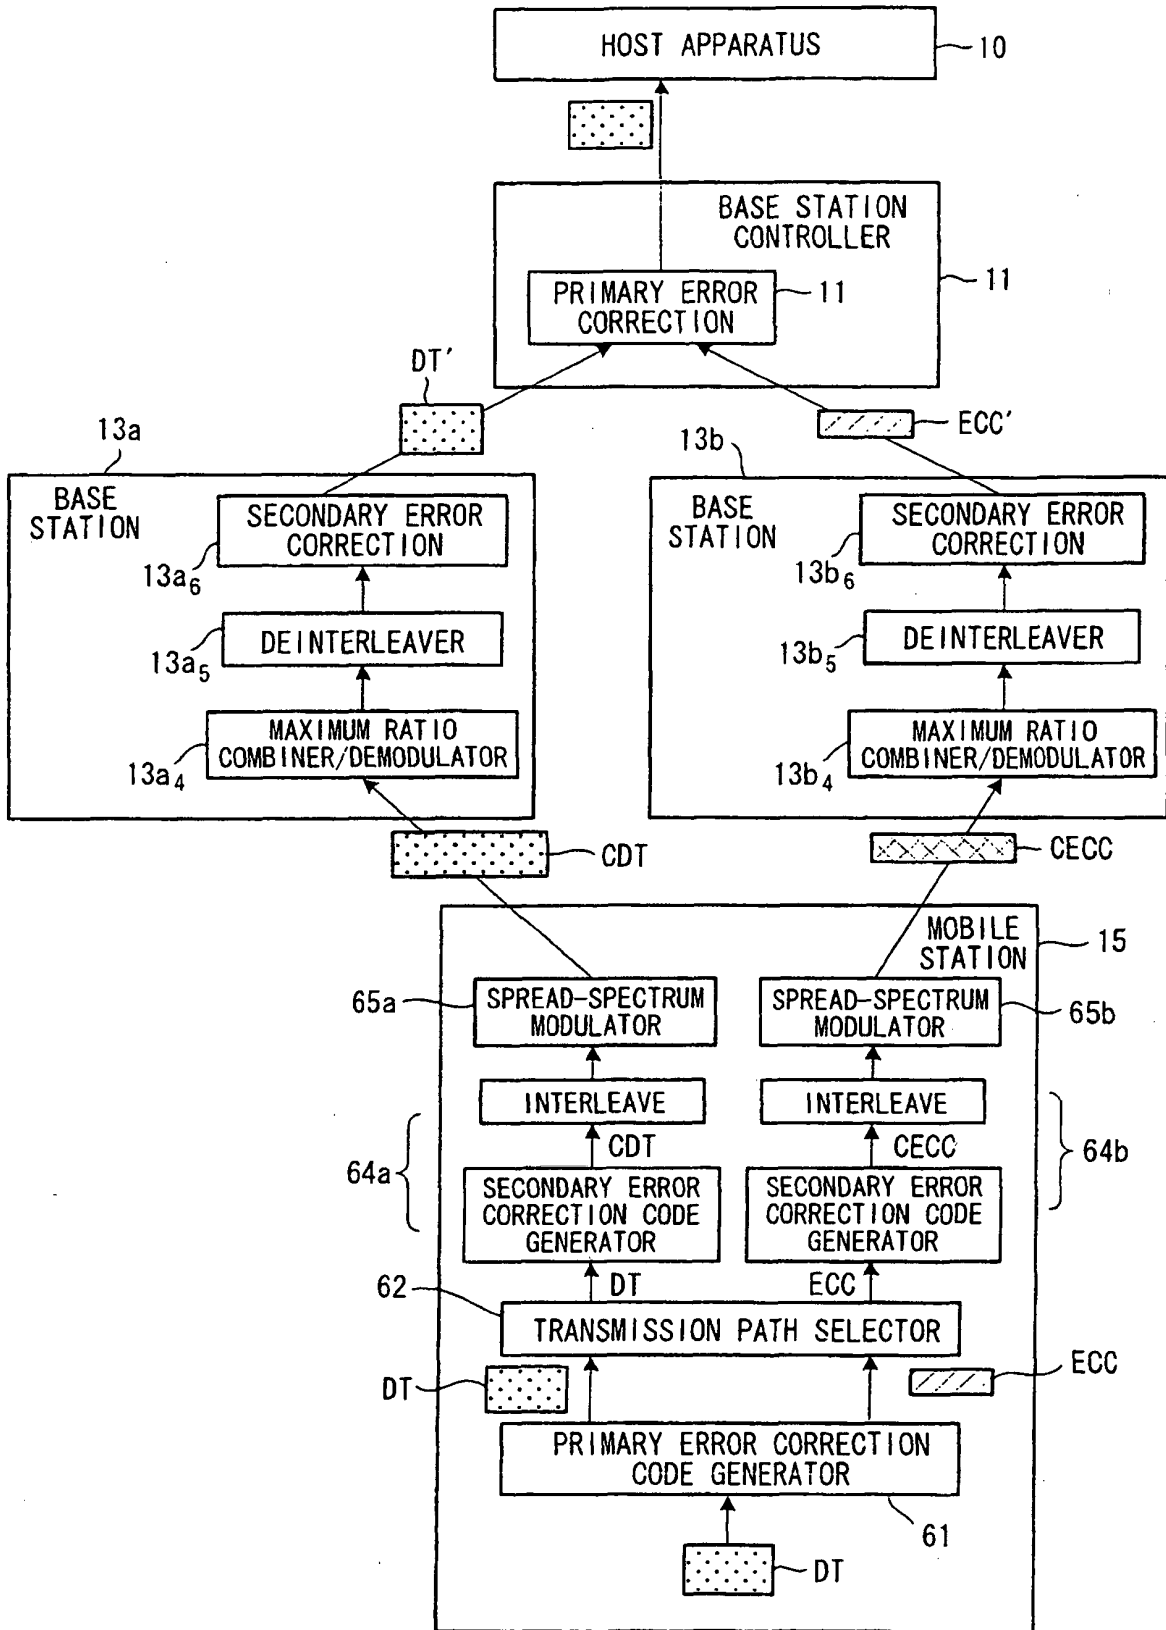 HOST APPARATUS
10
BASE STATION
CONTROLLER
11
PRIMARY ERROR
CORRECTION
11
DT'
ECC'
13a
13b
BASE
STATION
SECONDARY ERROR
CORRECTION
13a6
DEINTERLEAVER
13a5
MAXIMUM RATIO
COMBINER/DEMODULATOR
13a4
BASE
STATION
SECONDARY ERROR
CORRECTION
13b6
DEINTERLEAVER
13b5
MAXIMUM RATIO
COMBINER/DEMODULATOR
13b4
CDT
CECC
MOBILE
STATION
15
65a
SPREAD-SPECTRUM
MODULATOR
SPREAD-SPECTRUM
MODULATOR
65b
INTERLEAVE
INTERLEAVE
CDT
CECC
64a
64b
SECONDARY ERROR
CORRECTION CODE
GENERATOR
SECONDARY ERROR
CORRECTION CODE
GENERATOR
DT
ECC
62
TRANSMISSION PATH SELECTOR
DT
ECC
PRIMARY ERROR CORRECTION
CODE GENERATOR
61
DT